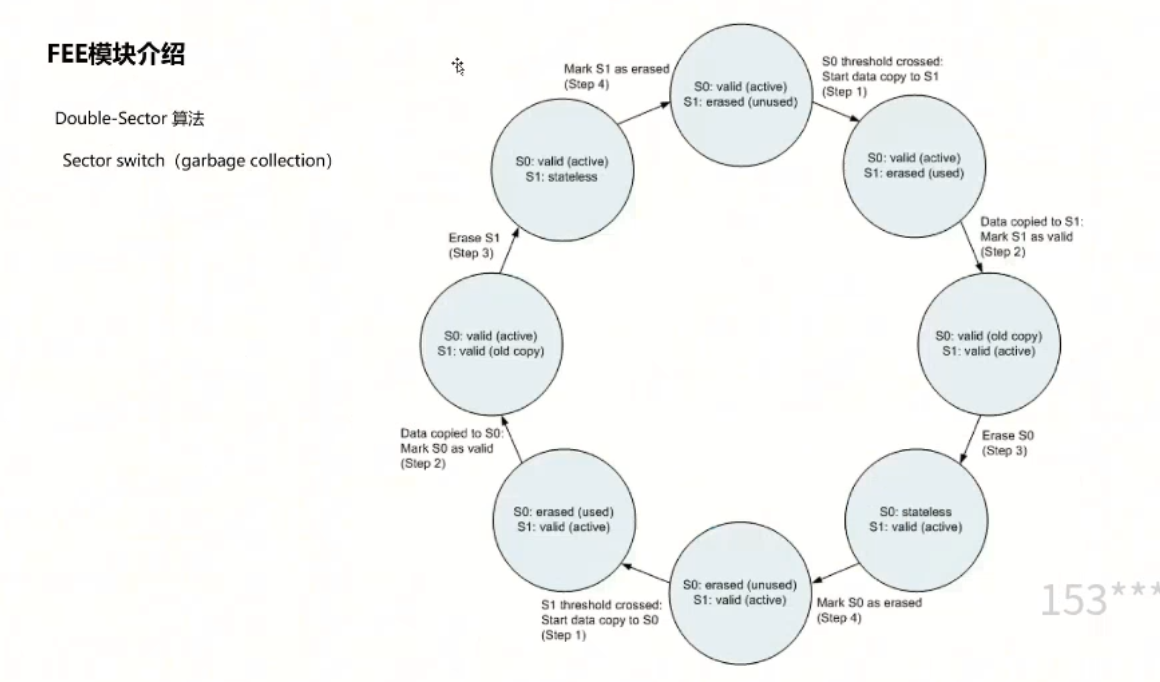 FEE模块介绍
Double-Sector 算法
Sector switch（garbage collection）
S0: valid (active)
S1: erased (unused)
S0 threshold crossed:
Start data copy to S1
(Step 1)
S0: valid (active)
S1: erased (used)
Data copied to S1:
Mark S1 as valid
(Step 2)
S0: valid (old copy)
S1: valid (active)
Erase S0
(Step 3)
S0: stateless
S1: valid (active)
Mark S0 as erased
(Step 4)
S0: erased (unused)
S1: valid (active)
S1 threshold crossed:
Start data copy to S0
(Step 1)
S0: erased (used)
S1: valid (active)
Data copied to S0:
Mark S0 as valid
(Step 2)
S0: valid (active)
S1: valid (old copy)
Erase S1
(Step 3)
S0: valid (active)
S1: stateless
Mark S1 as erased
(Step 4)
153***